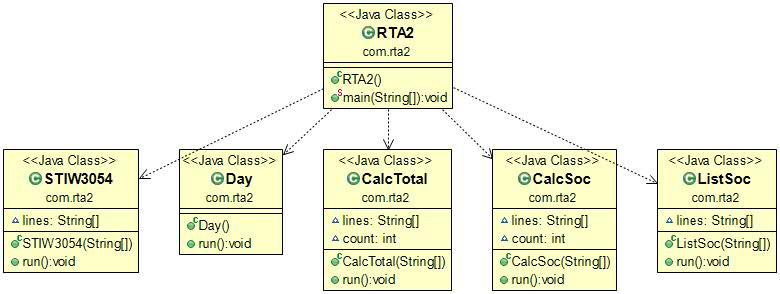 <<Java Class>>
RTA2
com.rta2
RTA2()
main(String[]):void
<<Java Class>>
STIW3054
com.rta2
lines: String[]
STIW3054(String[])
run():void
<<Java Class>>
Day
com.rta2
Day()
run():void
<<Java Class>>
CalcTotal
com.rta2
lines: String[]
count: int
CalcTotal(String[])
run():void
<<Java Class>>
CalcSoc
com.rta2
lines: String[]
count: int
CalcSoc(String[])
run():void
<<Java Class>>
ListSoc
com.rta2
lines: String[]
ListSoc(String[])
run():void